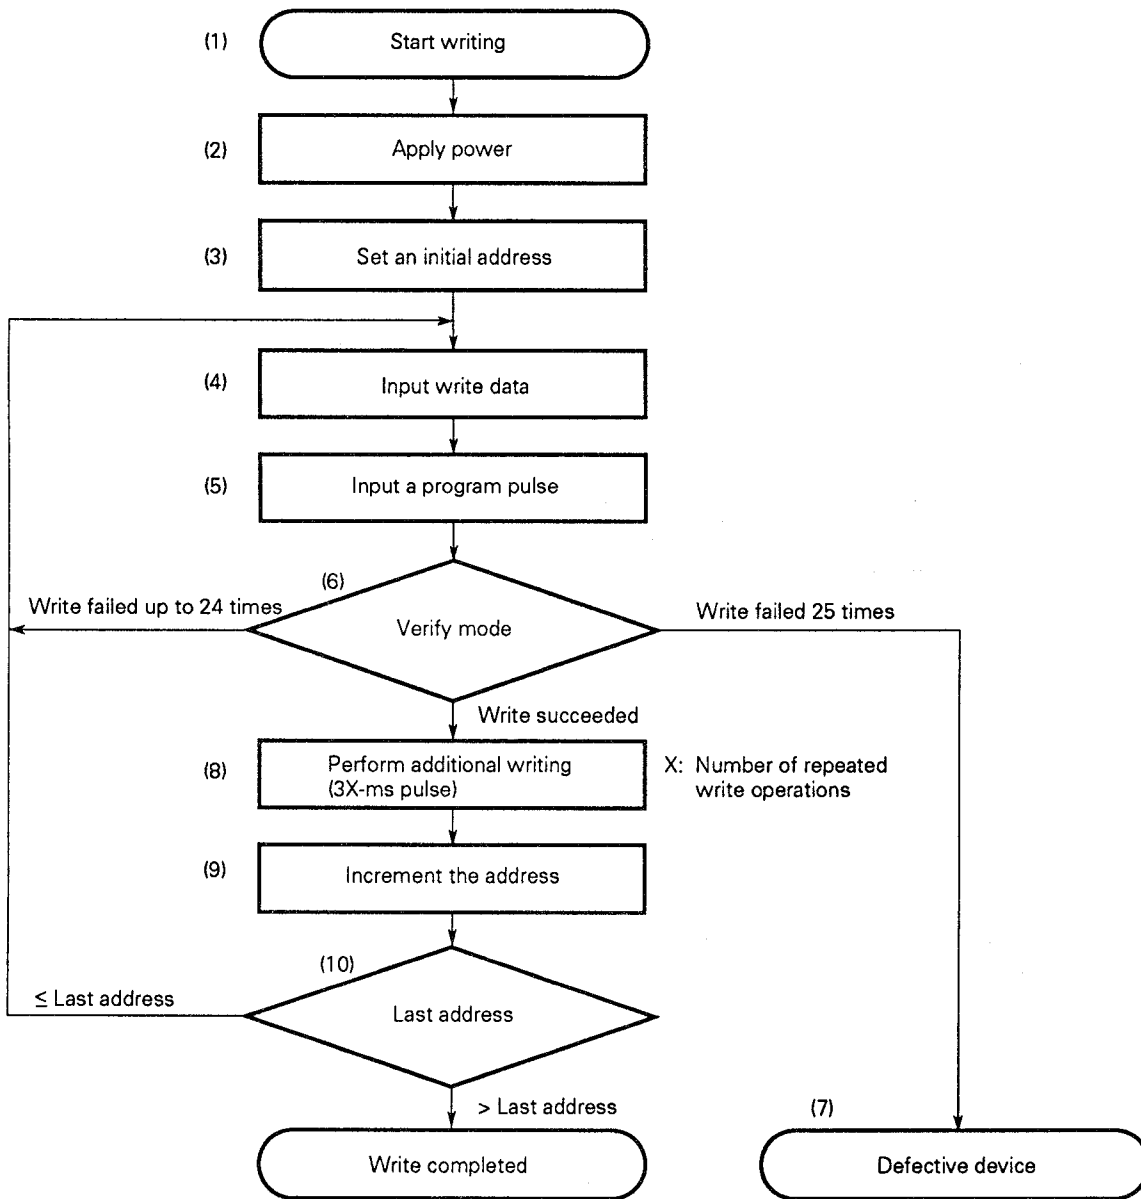 (1)
Start writing
(2)
Apply power
(3)
Set an initial address
(4)
Input write data
(5)
Input a program pulse
(6)
Write failed up to 24 times
Verify mode
Write failed 25 times
Write succeeded
(8)
Perform additional writing
(3X-ms pulse)
X: Number of repeated
write operations
(9)
Increment the address
(10)
≤ Last address
Last address
> Last address
(7)
Write completed
Defective device